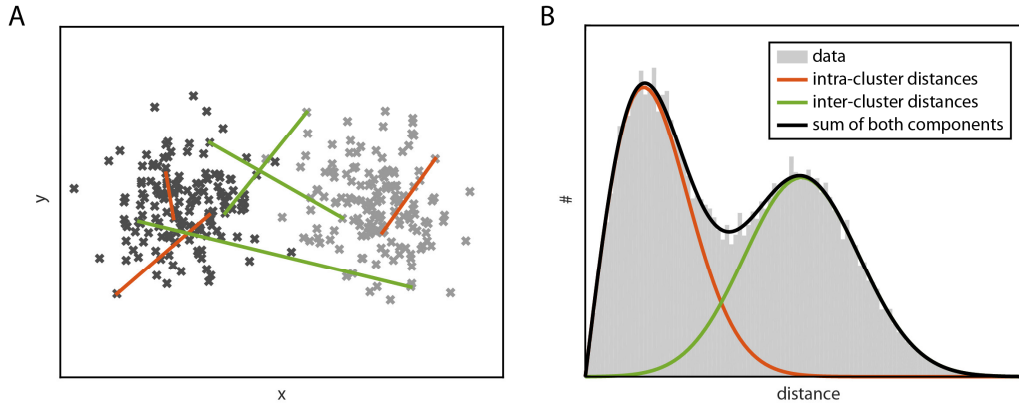 A
y
x
B
data
intra-cluster distances
inter-cluster distances
sum of both components
#
distance